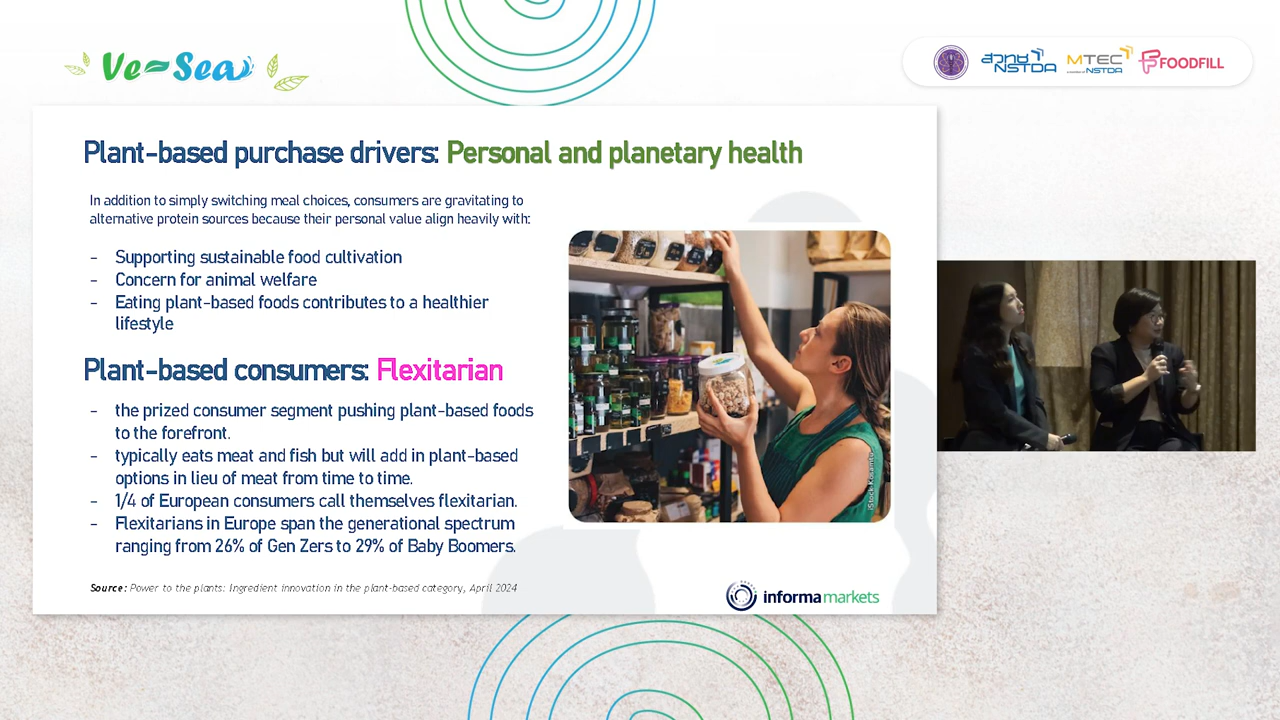 Ve-Sea
สวทช
NSTDA
MTEC
a member of NSTDA
FOODFILL
Plant-based purchase drivers: Personal and planetary health
In addition to simply switching meal choices, consumers are gravitating to
alternative protein sources because their personal value align heavily with:
- Supporting sustainable food cultivation
- Concern for animal welfare
- Eating plant-based foods contributes to a healthier
lifestyle
Plant-based consumers: Flexitarian
- the prized consumer segment pushing plant-based foods
to the forefront.
- typically eats meat and fish but will add in plant-based
options in lieu of meat from time to time.
- 1/4 of European consumers call themselves flexitarian.
- Flexitarians in Europe span the generational spectrum
ranging from 26% of Gen Zers to 29% of Baby Boomers.
Source: Power to the plants: Ingredient innovation in the plant-based category, April 2024
informa markets